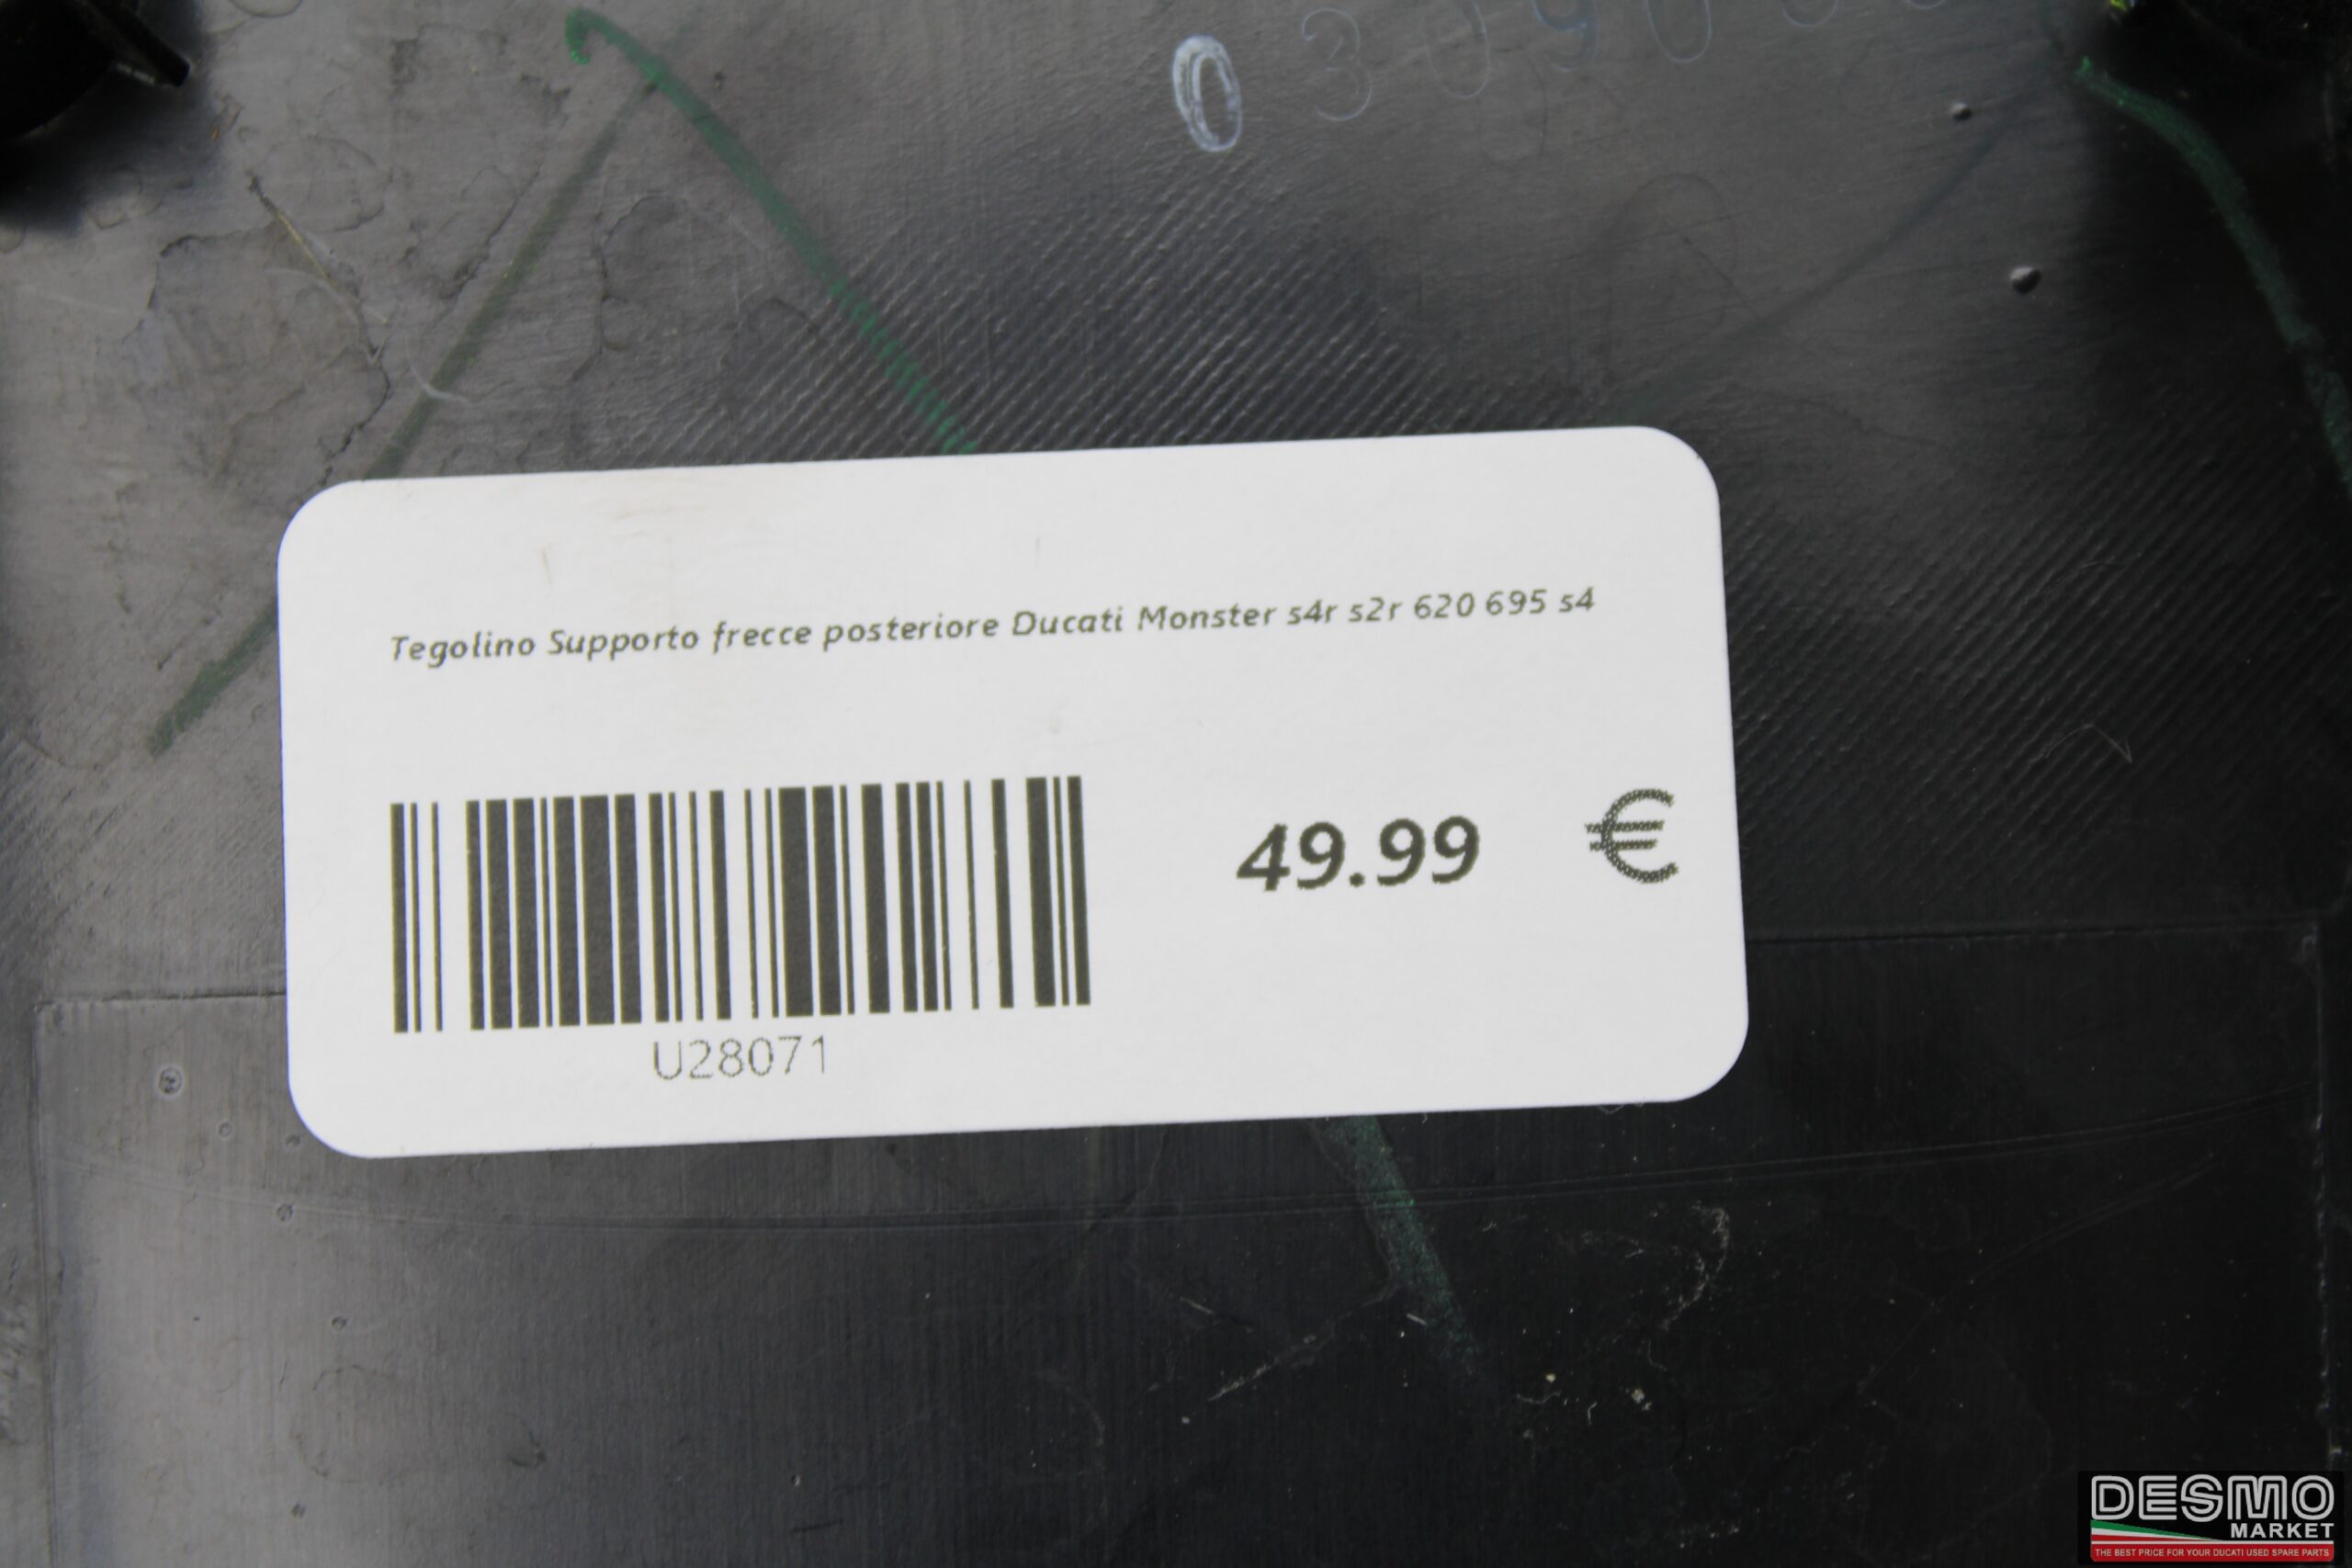 Tegolino Supporto frecce posteriore Ducati Monster s4r s2r 620 695 s4
49.99 €
U28071
DESMO
MARKET
THE BEST PRICE FOR YOUR DUCATI USED SPARE PARTS